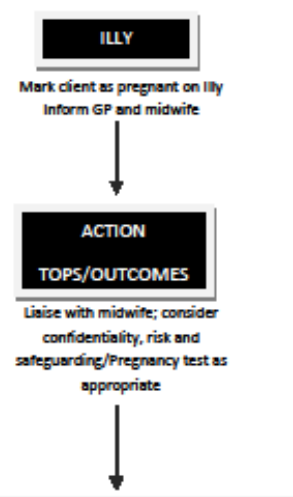 ILLY
Mark client as pregnant on Illy
Inform GP and midwife
ACTION
TOPS/OUTCOMES
Liaise with midwife; consider
confidentiality, risk and
safeguarding/Pregnancy test as
appropriate